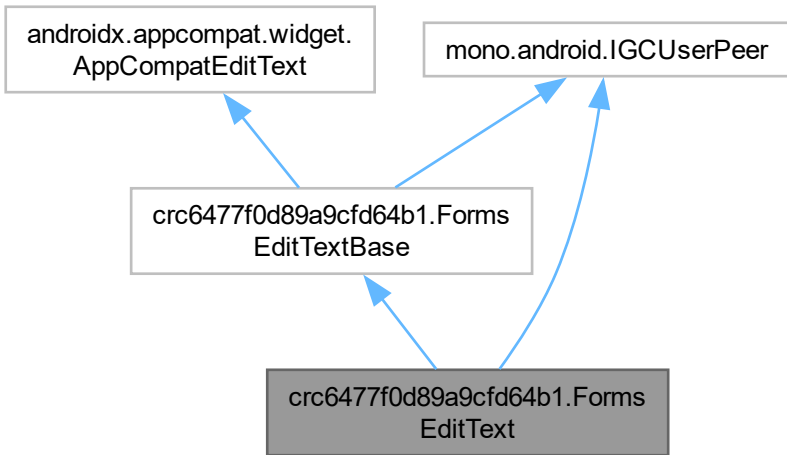 androidx.appcompat.widget.
AppCompatEditText
mono.android.IGCUserPeer
crc6477f0d89a9cfd64b1.Forms
EditTextBase
crc6477f0d89a9cfd64b1.Forms
EditText